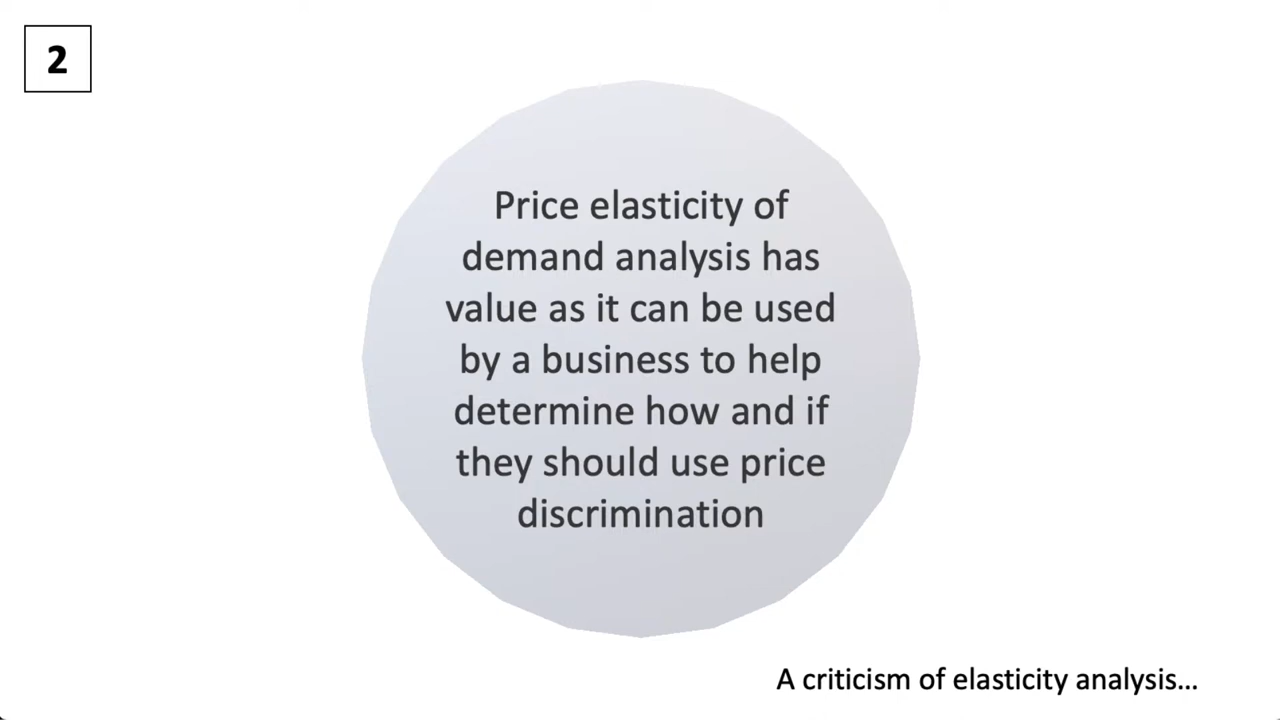 2
Price elasticity of
demand analysis has
value as it can be used
by a business to help
determine how and if
they should use price
discrimination
A criticism of elasticity analysis...